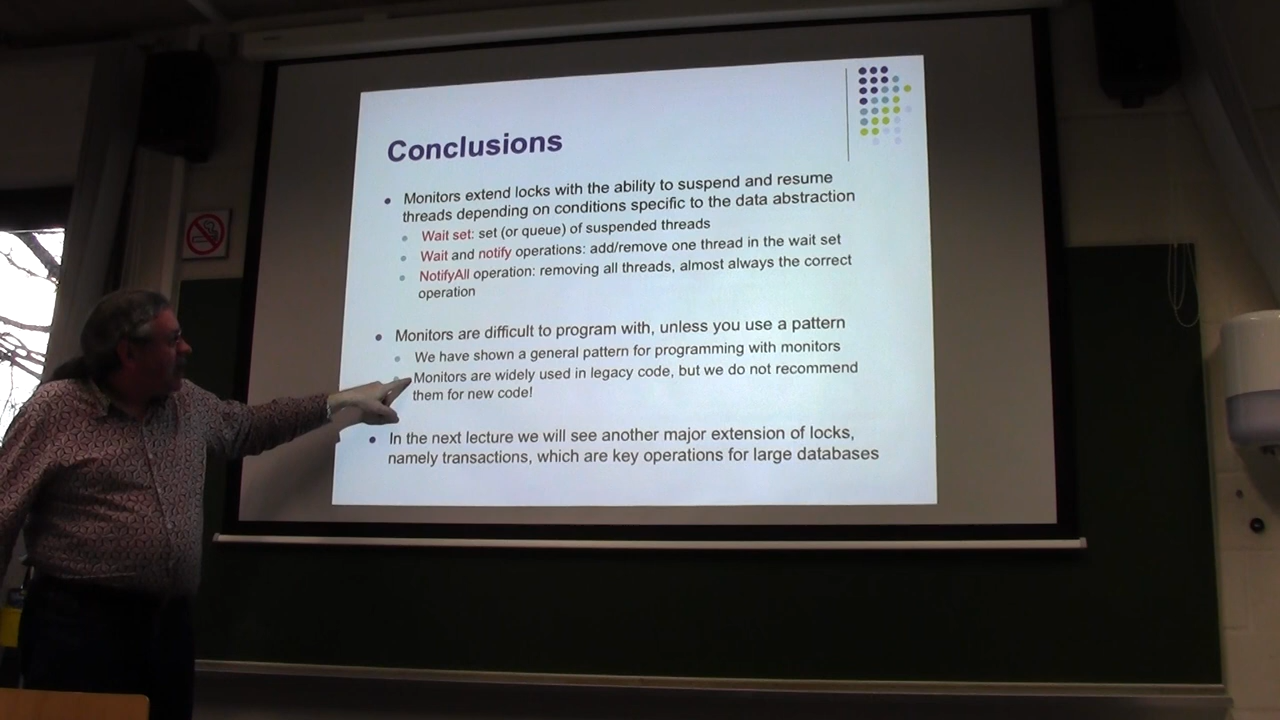 Conclusions
Monitors extend locks with the ability to suspend and resume
threads depending on conditions specific to the data abstraction
Wait set: set (or queue) of suspended threads
Wait and notify operations: add/remove one thread in the wait set
NotifyAll operation: removing all threads, almost always the correct
operation
Monitors are difficult to program with, unless you use a pattern
We have shown a general pattern for programming with monitors
Monitors are widely used in legacy code, but we do not recommend
them for new code!
In the next lecture we will see another major extension of locks,
namely transactions, which are key operations for large databases